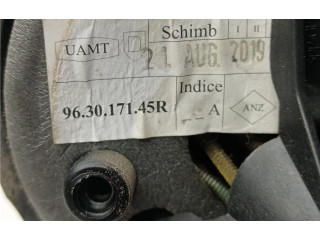 UAMT Schimb I II
21. AUG. 2019
96.30.171.45R Indice
A ANZ